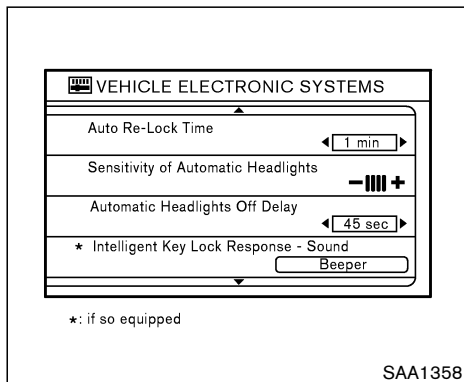 VEHICLE ELECTRONIC SYSTEMS
Auto Re-Lock Time
1 min
Sensitivity of Automatic Headlights
Automatic Headlights Off Delay
45 sec
* Intelligent Key Lock Response - Sound
Beeper
*: if so equipped
SAA1358